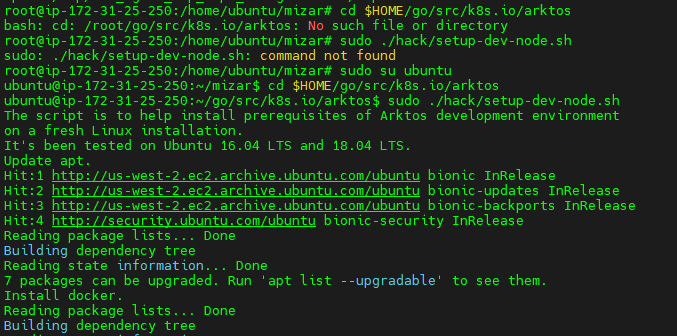 root@ip-172-31-25-250:/home/ubuntu/mizar# cd $HOME/go/src/k8s.io/arktos
bash: cd: /root/go/src/k8s.io/arktos: No such file or directory
root@ip-172-31-25-250:/home/ubuntu/mizar# sudo ./hack/setup-dev-node.sh
sudo: ./hack/setup-dev-node.sh: command not found
root@ip-172-31-25-250:/home/ubuntu/mizar# sudo su ubuntu
ubuntu@ip-172-31-25-250:~/mizar$ cd $HOME/go/src/k8s.io/arktos
ubuntu@ip-172-31-25-250:~/go/src/k8s.io/arktos$ sudo ./hack/setup-dev-node.sh
The script is to help install prerequisites of Arktos development environment
on a fresh Linux installation.
It's been tested on Ubuntu 16.04 LTS and 18.04 LTS.
Update apt.
Hit:1 http://us-west-2.ec2.archive.ubuntu.com/ubuntu bionic InRelease
Hit:2 http://us-west-2.ec2.archive.ubuntu.com/ubuntu bionic-updates InRelease
Hit:3 http://us-west-2.ec2.archive.ubuntu.com/ubuntu bionic-backports InRelease
Hit:4 http://security.ubuntu.com/ubuntu bionic-security InRelease
Reading package lists... Done
Building dependency tree
Reading state information... Done
7 packages can be upgraded. Run 'apt list --upgradable' to see them.
Install docker.
Reading package lists... Done
Building dependency tree